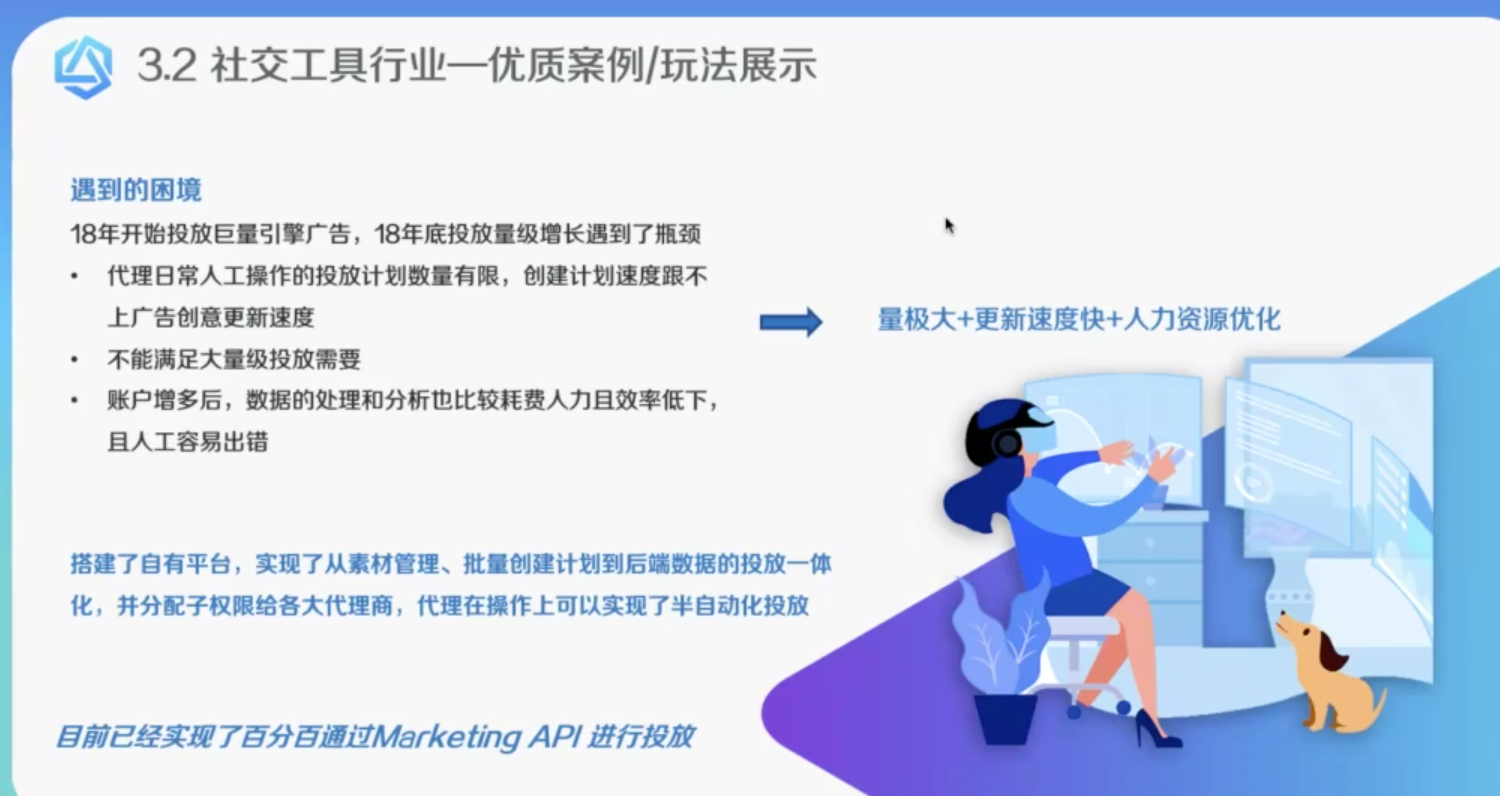 3.2 社交工具行业—优质案例/玩法展示
遇到的困境
18年开始投放巨量引擎广告，18年底投放量级增长遇到了瓶颈
• 代理日常人工操作的投放计划数量有限，创建计划速度跟不
上广告创意更新速度
• 不能满足大量级投放需要
• 账户增多后，数据的处理和分析也比较耗费人力且效率低下，
且人工容易出错
量极大+更新速度快+人力资源优化
搭建了自有平台，实现了从素材管理、批量创建计划到后端数据的投放一体
化，并分配子权限给各大代理商，代理在操作上可以实现了半自动化投放
目前已经实现了百分百通过Marketing API 进行投放